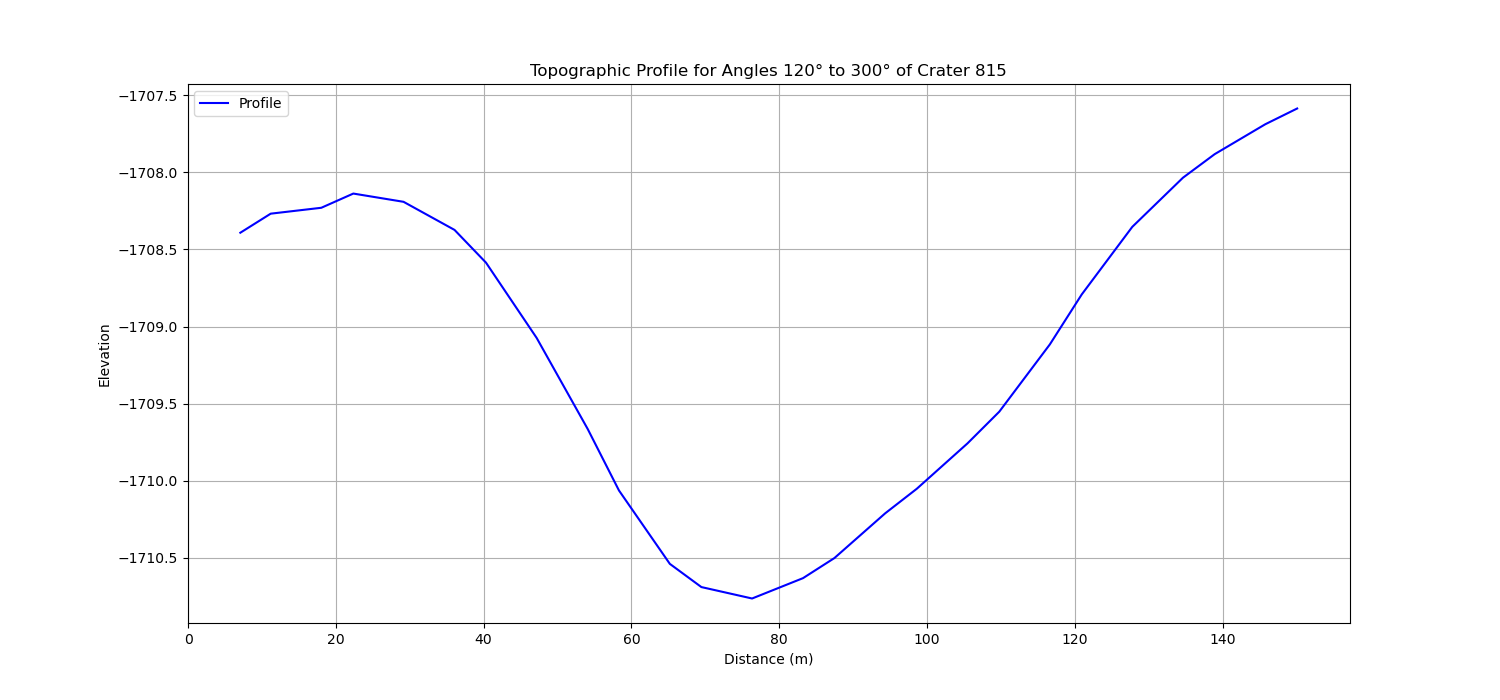 Topographic Profile for Angles 120° to 300° of Crater 815
Profile
−1707.5
−1708.0
−1708.5
−1709.0
−1709.5
−1710.0
−1710.5
Elevation
0 20 40 60 80 100 120 140
Distance (m)